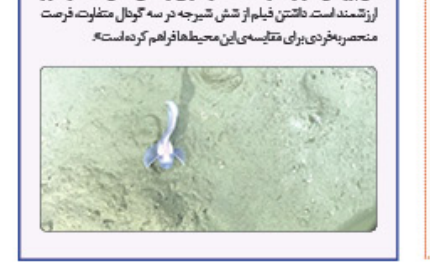 ارزشمند است. داشتن فیلم از شش شیرجه در سه گودال متفاوت، فرصت
منحصربه‌فردی برای مقایسه‌ی این محیط‌ها فراهم کرده است».